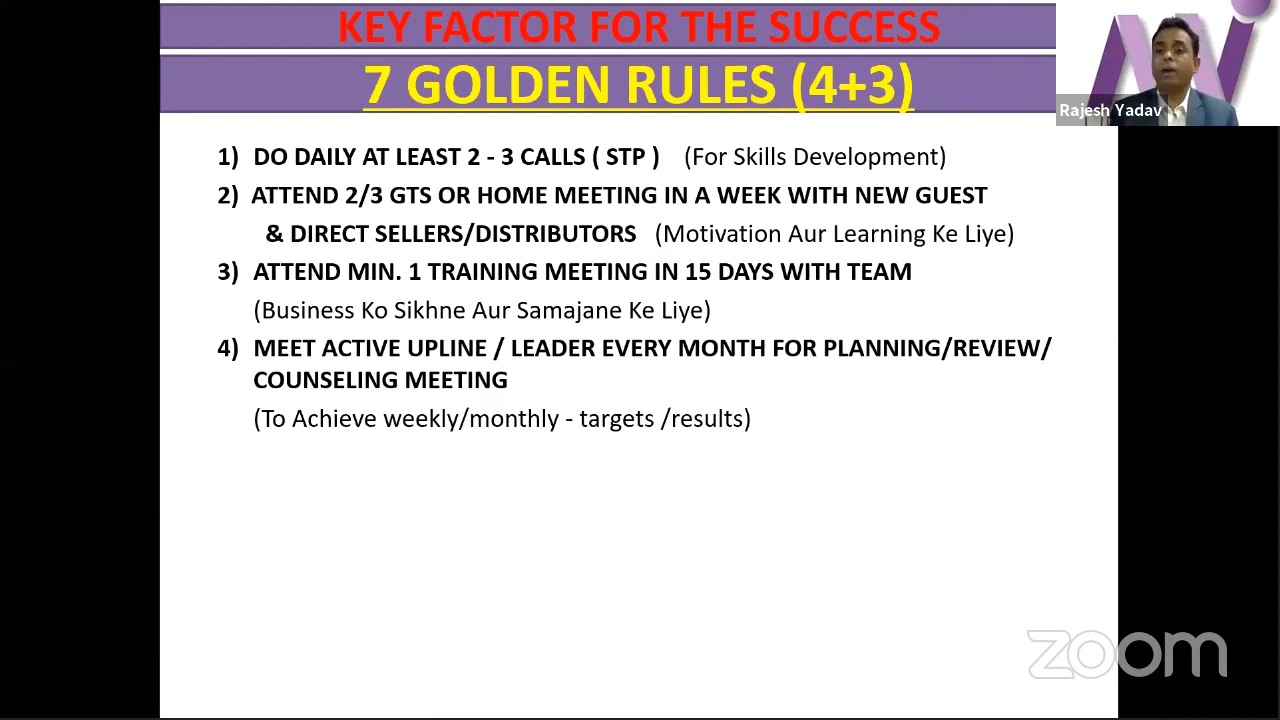 KEY FACTOR FOR THE SUCCESS
7 GOLDEN RULES (4+3)
Rajesh Yadav
1) DO DAILY AT LEAST 2 - 3 CALLS ( STP ) (For Skills Development)
2) ATTEND 2/3 GTS OR HOME MEETING IN A WEEK WITH NEW GUEST
& DIRECT SELLERS/DISTRIBUTORS (Motivation Aur Learning Ke Liye)
3) ATTEND MIN. 1 TRAINING MEETING IN 15 DAYS WITH TEAM
(Business Ko Sikhne Aur Samajane Ke Liye)
4) MEET ACTIVE UPLINE / LEADER EVERY MONTH FOR PLANNING/REVIEW/
COUNSELING MEETING
(To Achieve weekly/monthly - targets /results)
zoom